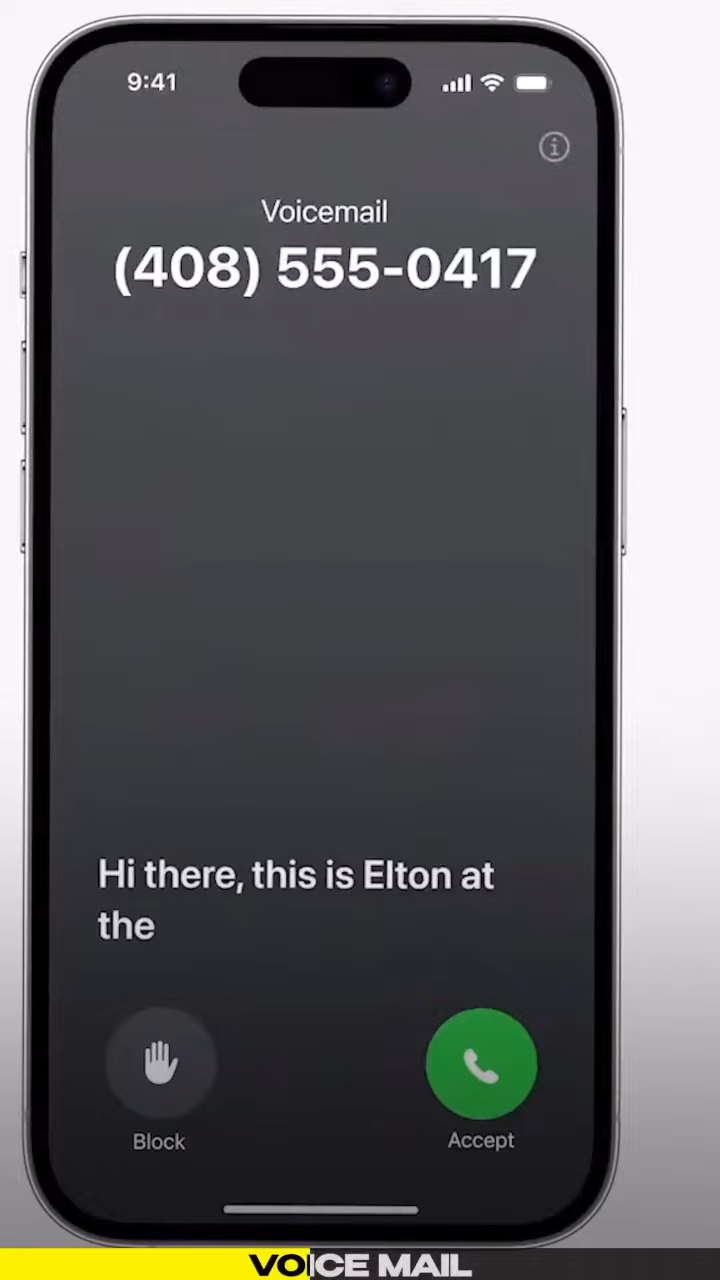 9:41
Voicemail
(408) 555-0417
Hi there, this is Elton at
the
Block
Accept
VOICE MAIL